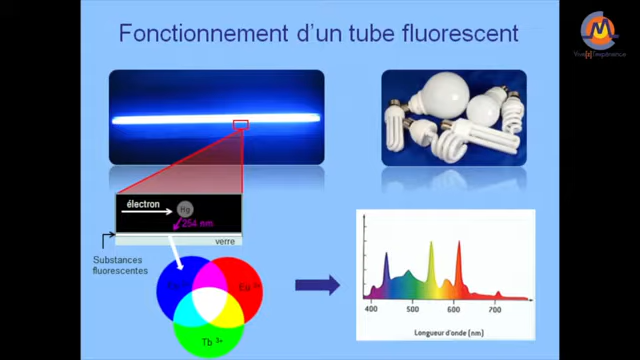 Fonctionnement d'un tube fluorescent
électron
Hg
254 nm
verre
Substances
fluorescentes
Eu
Tb 3+
400 500 600 700
Longueur d'onde [nm]